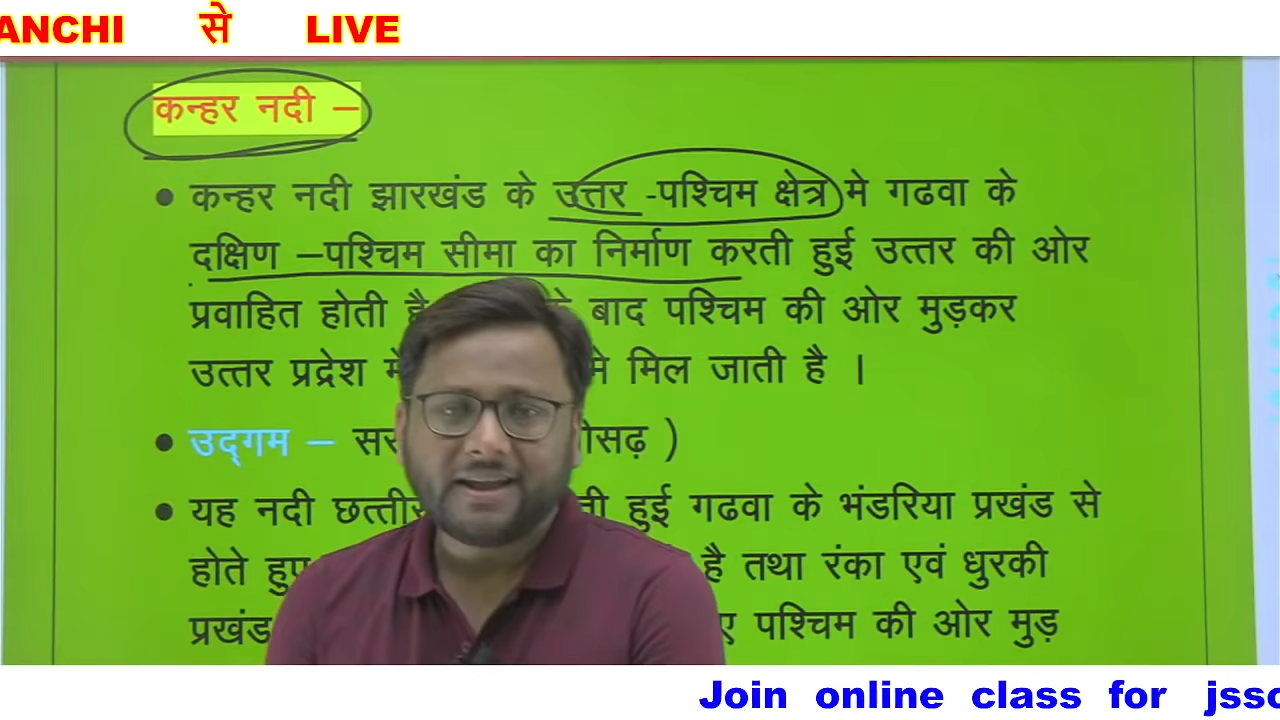 ANCHI से LIVE
कन्हर नदी –
• कन्हर नदी झारखंड के उत्तर -पश्चिम क्षेत्र मे गढवा के
दक्षिण –पश्चिम सीमा का निर्माण करती हुई उत्तर की ओर
प्रवाहित होती बाद पश्चिम की ओर मुड़कर
उत्तर प्रद्रेश मिल जाती है ।
• उद्गम –
• यह नदी हुई गढवा के भंडरिया प्रखंड से
होते है तथा रंका एवं धुरकी
प्रखंड पश्चिम की ओर मुड़
Join online class for jssc